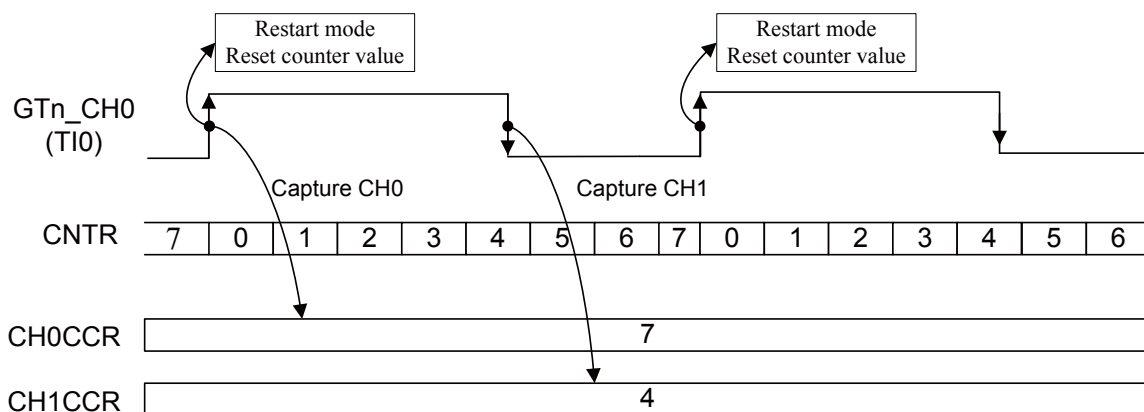 Restart mode
Reset counter value
Restart mode
Reset counter value
GTn_CH0
(TI0)
Capture CH0
Capture CH1
CNTR 7 0 1 2 3 4 5 6 7 0 1 2 3 4 5 6
CH0CCR 7
CH1CCR 4